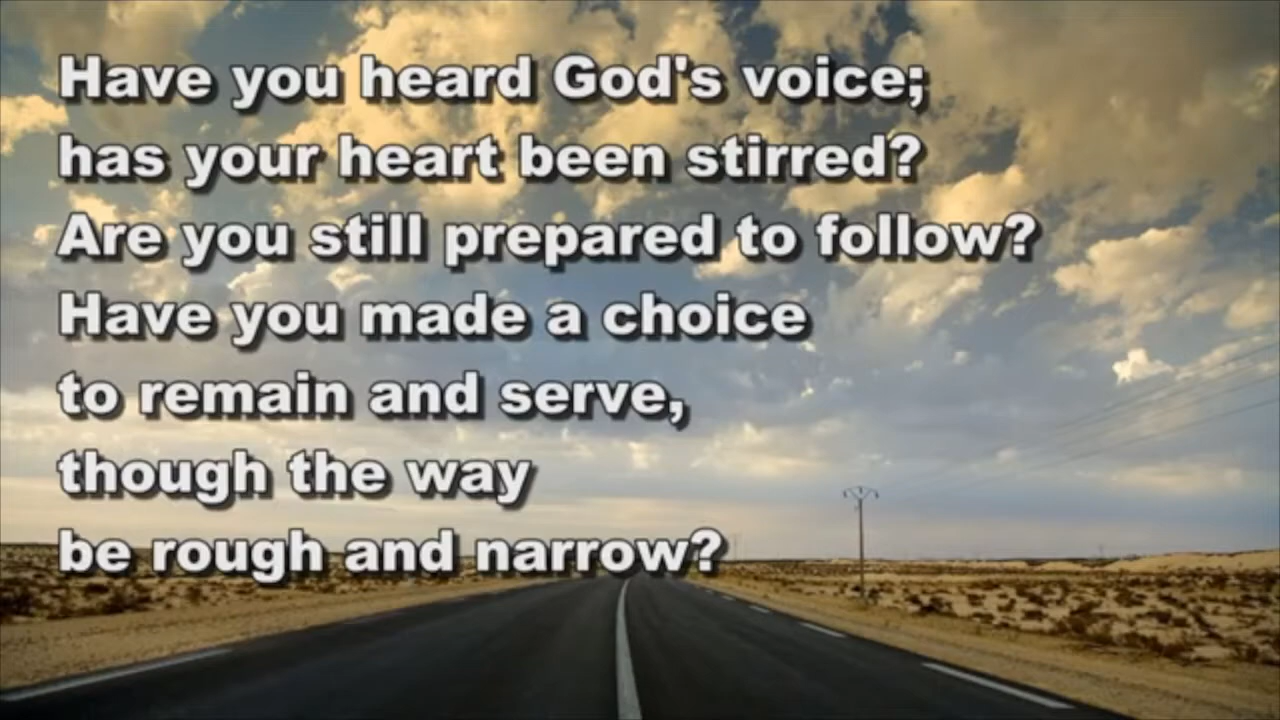 Have you heard God's voice;
has your heart been stirred?
Are you still prepared to follow?
Have you made a choice
to remain and serve,
though the way
be rough and narrow?